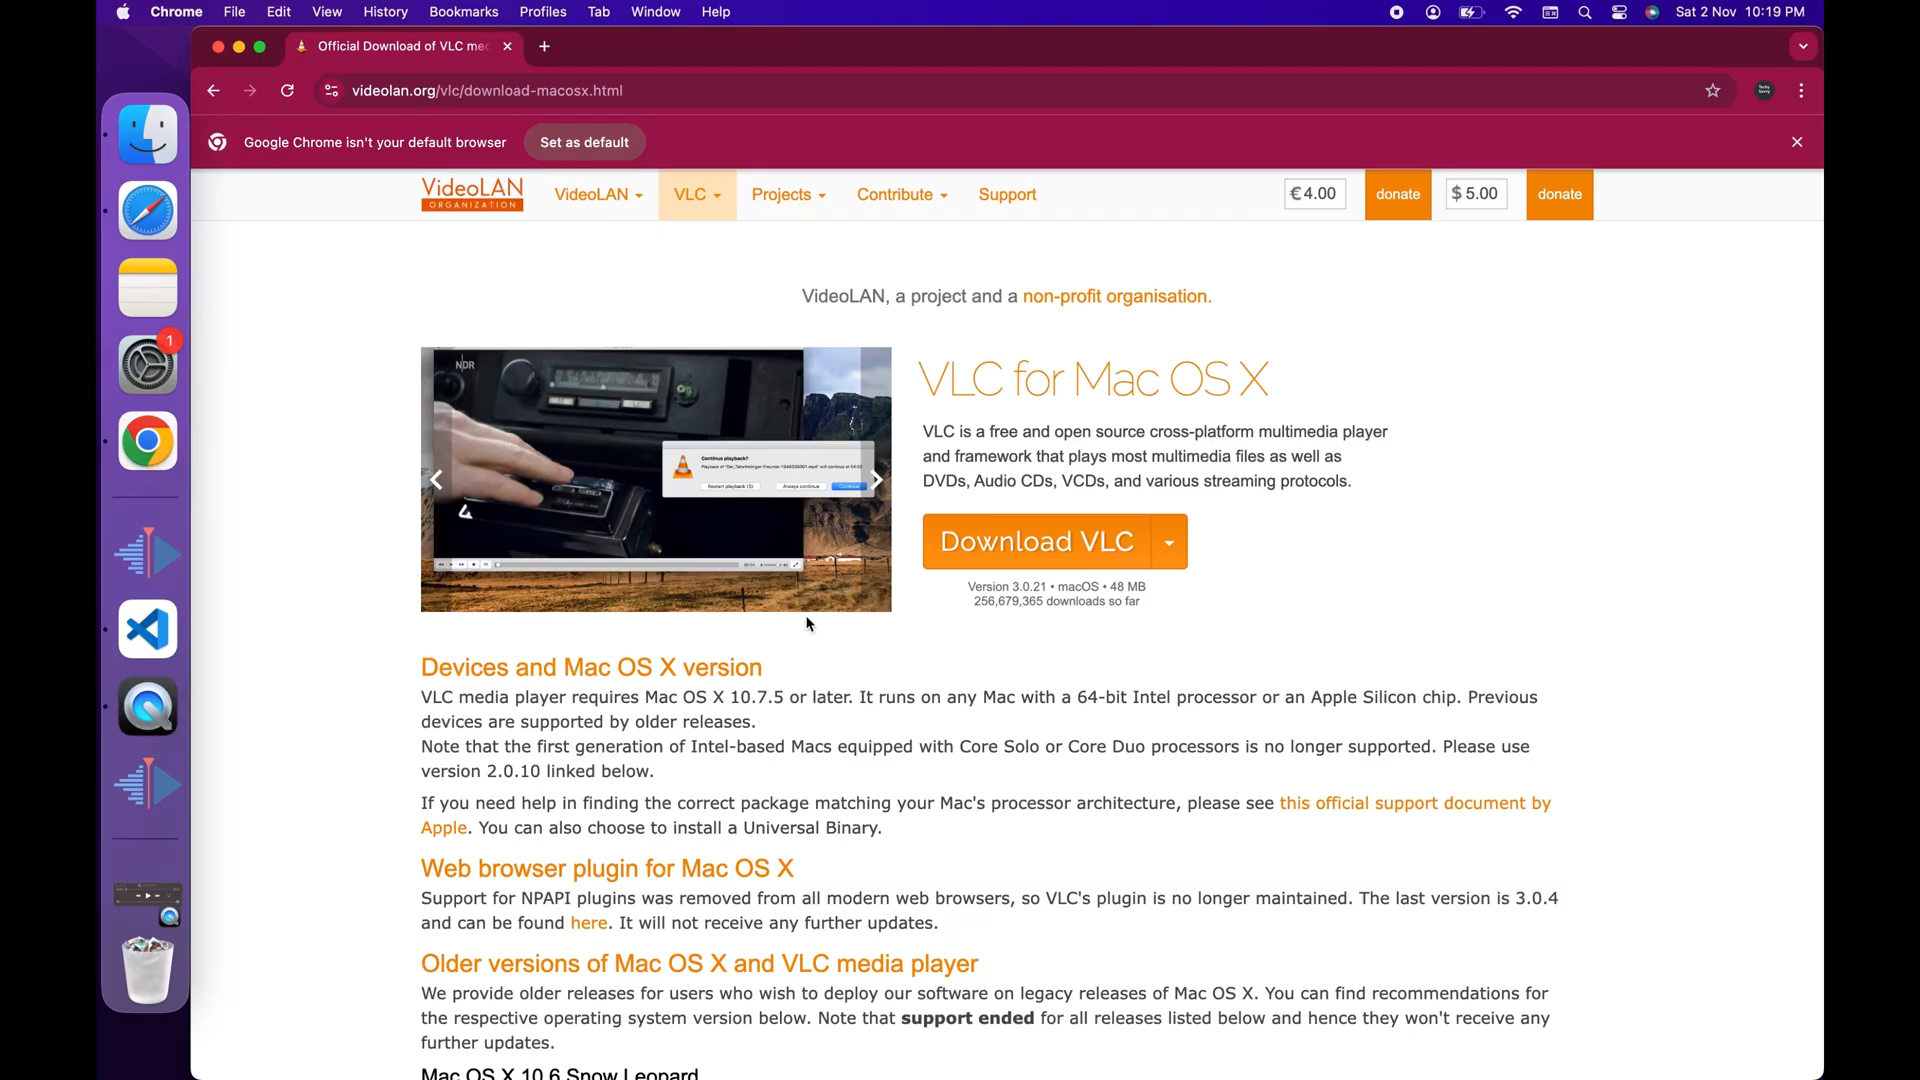 Chrome File Edit View History Bookmarks Profiles Tab Window Help
Sat 2 Nov 10:19 PM
Official Download of VLC me
videolan.org/vlc/download-macosx.html
Google Chrome isn't your default browser
Set as default
VideoLAN
ORGANIZATION
VideoLAN VLC Projects Contribute Support
€ 4.00 donate $ 5.00 donate
1
VideoLAN, a project and a non-profit organisation.
NDR
Continue playback?
Restart playback (3) Always continue Continue
VLC for Mac OS X
VLC is a free and open source cross-platform multimedia player
and framework that plays most multimedia files as well as
DVDs, Audio CDs, VCDs, and various streaming protocols.
Download VLC
Version 3.0.21 • macOS • 48 MB
256,679,365 downloads so far
Devices and Mac OS X version
VLC media player requires Mac OS X 10.7.5 or later. It runs on any Mac with a 64-bit Intel processor or an Apple Silicon chip. Previous
devices are supported by older releases.
Note that the first generation of Intel-based Macs equipped with Core Solo or Core Duo processors is no longer supported. Please use
version 2.0.10 linked below.
If you need help in finding the correct package matching your Mac's processor architecture, please see this official support document by
Apple. You can also choose to install a Universal Binary.
Web browser plugin for Mac OS X
Support for NPAPI plugins was removed from all modern web browsers, so VLC's plugin is no longer maintained. The last version is 3.0.4
and can be found here. It will not receive any further updates.
Older versions of Mac OS X and VLC media player
We provide older releases for users who wish to deploy our software on legacy releases of Mac OS X. You can find recommendations for
the respective operating system version below. Note that support ended for all releases listed below and hence they won't receive any
further updates.
Mac OS X 10.6 Snow Leopard